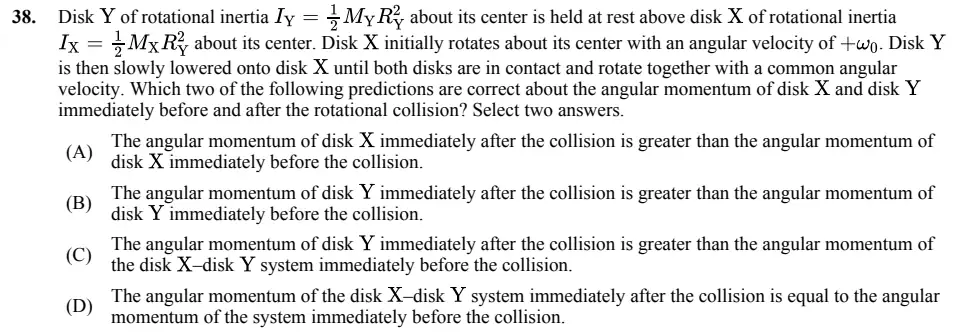 38. Disk Y of rotational inertia I_Y = ½M_YR_Y² about its center is held at rest above disk X of rotational inertia
I_X = ½M_XR_Y² about its center. Disk X initially rotates about its center with an angular velocity of +ω₀. Disk Y
is then slowly lowered onto disk X until both disks are in contact and rotate together with a common angular
velocity. Which two of the following predictions are correct about the angular momentum of disk X and disk Y
immediately before and after the rotational collision? Select two answers.
(A) The angular momentum of disk X immediately after the collision is greater than the angular momentum of
disk X immediately before the collision.
(B) The angular momentum of disk Y immediately after the collision is greater than the angular momentum of
disk Y immediately before the collision.
(C) The angular momentum of disk Y immediately after the collision is greater than the angular momentum of
the disk X–disk Y system immediately before the collision.
(D) The angular momentum of the disk X–disk Y system immediately after the collision is equal to the angular
momentum of the system immediately before the collision.